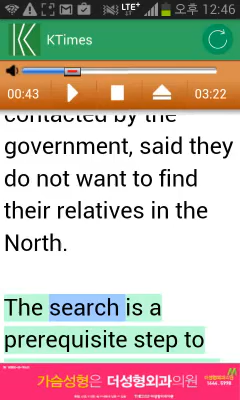 LTE+
오후 12:46
KTimes
00:43
03:22
contacted by the
government, said they
do not want to find
their relatives in the
North.
The search is a
prerequisite step to
가슴성형은 더성형외과의원